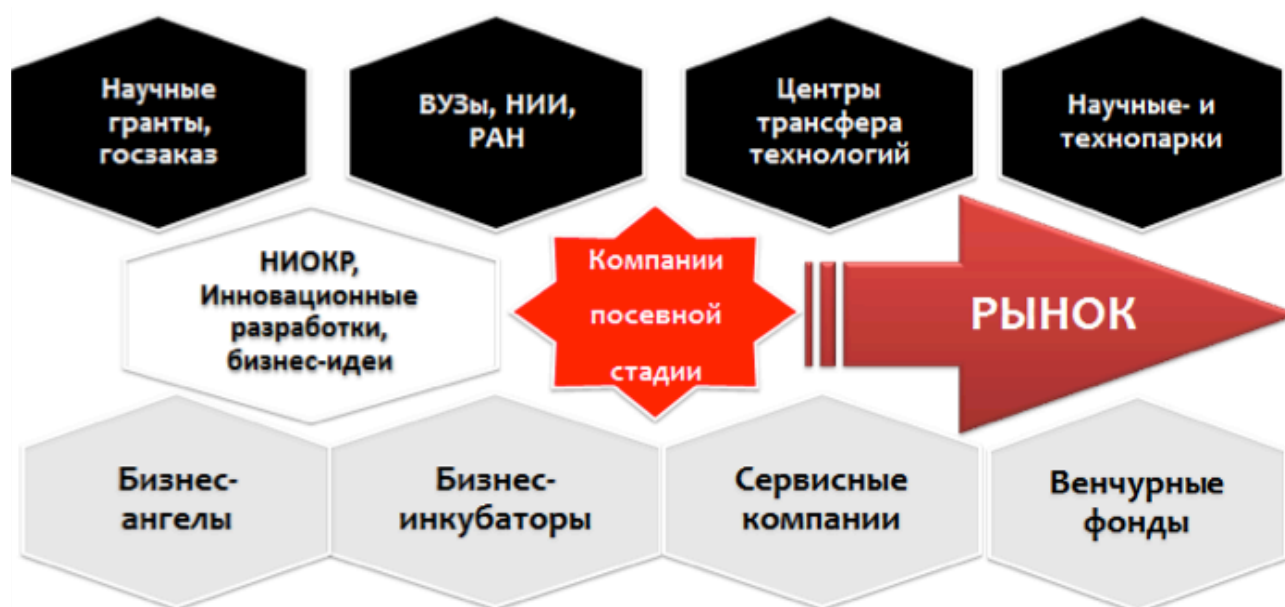 Научные
гранты,
госзаказ
ВУЗы, НИИ,
РАН
Центры
трансфера
технологий
Научные- и
технопарки
НИОКР,
Инновационные
разработки,
бизнес-идеи
Компании
посевной
стадии
РЫНОК
Бизнес-
ангелы
Бизнес-
инкубаторы
Сервисные
компании
Венчурные
фонды